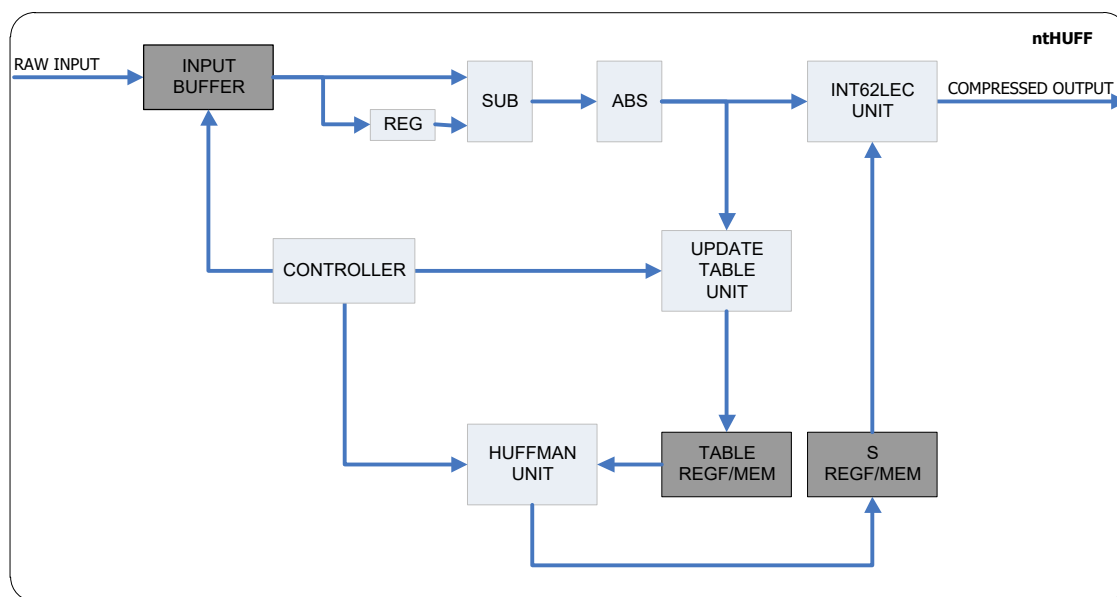 ntHUFF
RAW INPUT
INPUT
BUFFER
REG
SUB
ABS
INT62LEC
UNIT
COMPRESSED OUTPUT
CONTROLLER
UPDATE
TABLE
UNIT
HUFFMAN
UNIT
TABLE
REGF/MEM
S
REGF/MEM